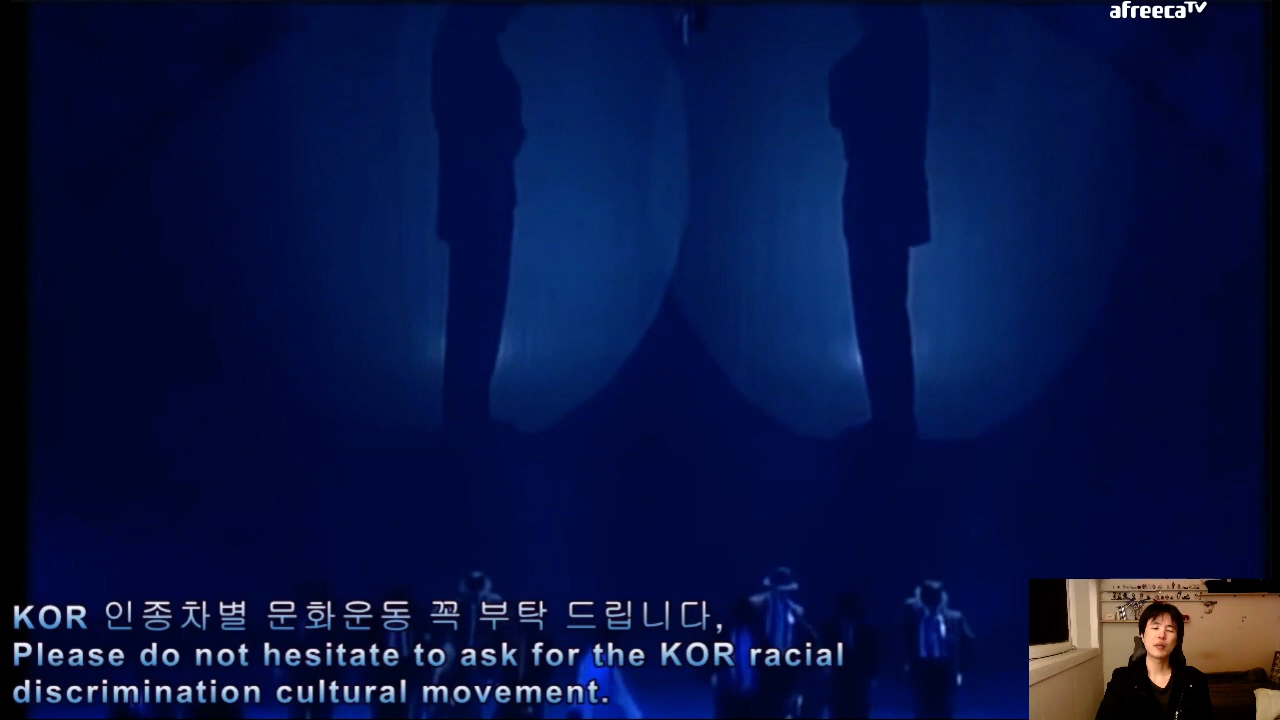 afreecaTV
KOR 인종차별 문화운동 꼭 부탁 드립니다,
Please do not hesitate to ask for the KOR racial
discrimination cultural movement.